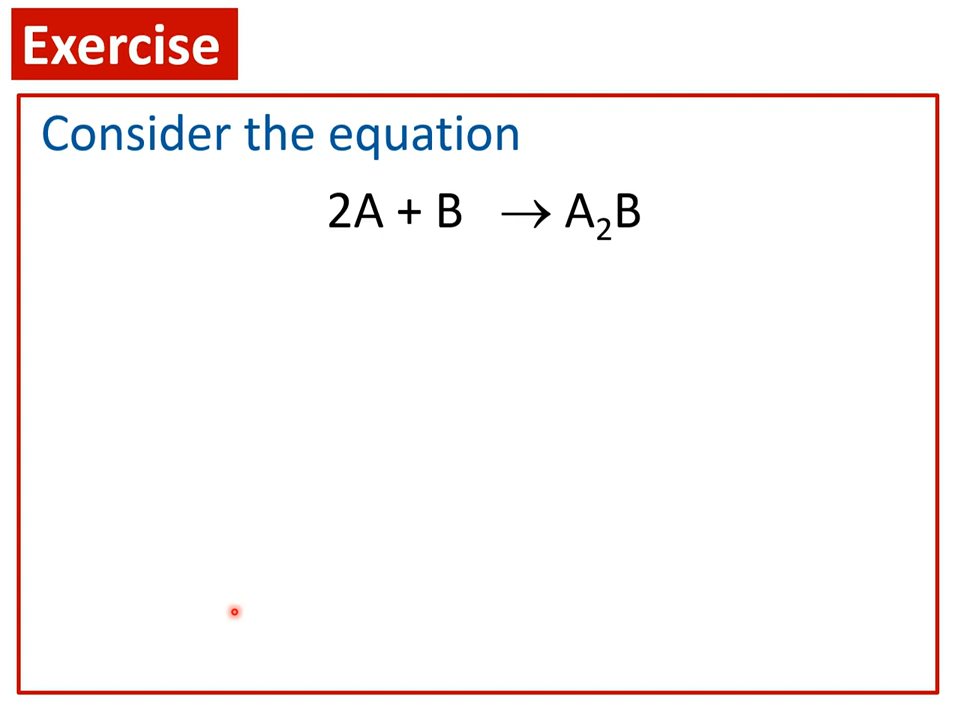 Exercise
Consider the equation
2A + B → A₂B